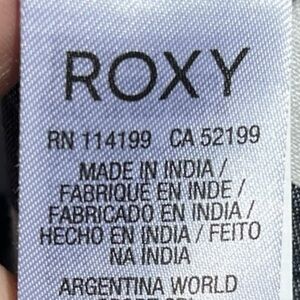 ROXY
RN 114199 CA 52199
MADE IN INDIA /
FABRIQUE EN INDE /
FABRICADO EN INDIA /
HECHO EN INDIA / FEITO
NA ÍNDIA
ARGENTINA WORLD